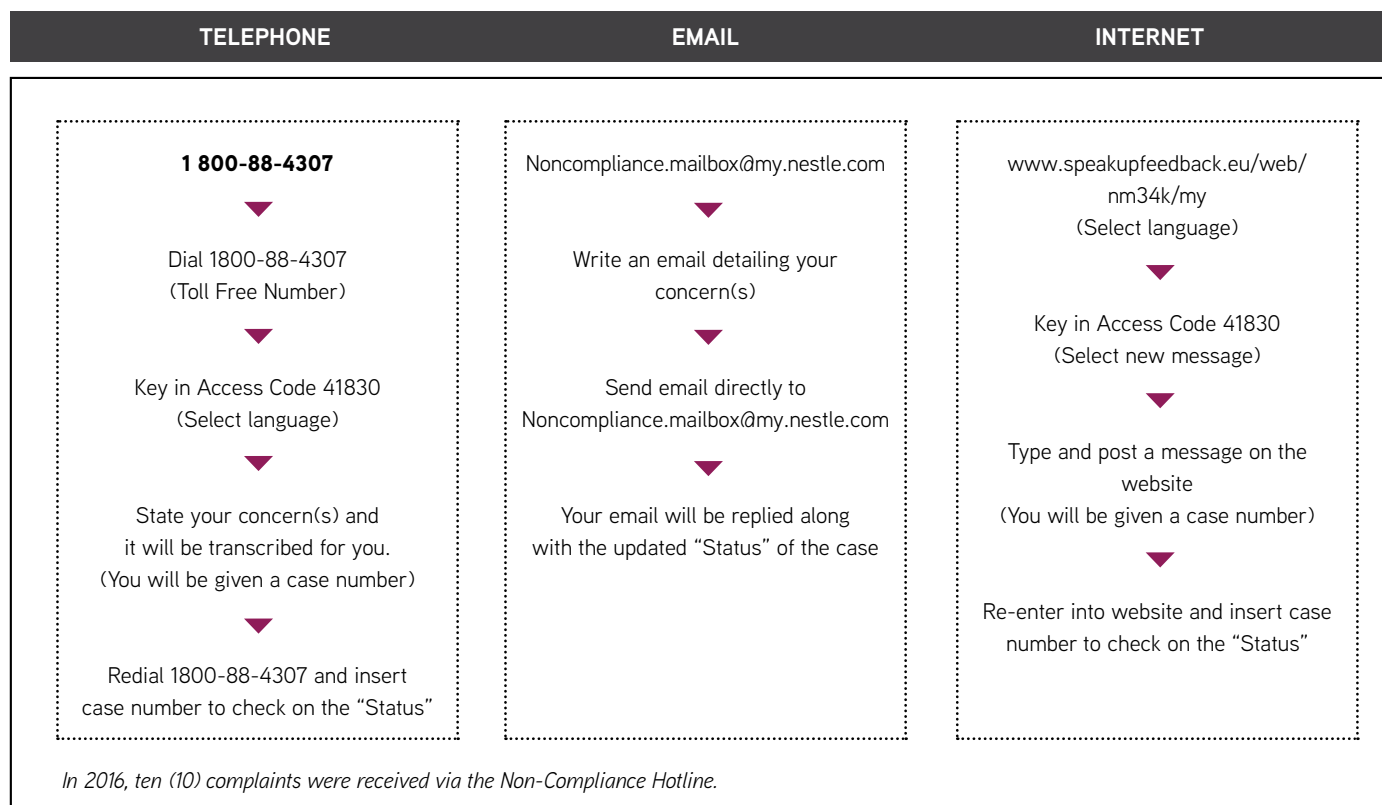 TELEPHONE
EMAIL
INTERNET
1 800-88-4307
Dial 1800-88-4307
(Toll Free Number)
Key in Access Code 41830
(Select language)
State your concern(s) and
it will be transcribed for you.
(You will be given a case number)
Redial 1800-88-4307 and insert
case number to check on the “Status”
Noncompliance.mailbox@my.nestle.com
Write an email detailing your
concern(s)
Send email directly to
Noncompliance.mailbox@my.nestle.com
Your email will be replied along
with the updated “Status” of the case
www.speakupfeedback.eu/web/
nm34k/my
(Select language)
Key in Access Code 41830
(Select new message)
Type and post a message on the
website
(You will be given a case number)
Re-enter into website and insert case
number to check on the “Status”
In 2016, ten (10) complaints were received via the Non-Compliance Hotline.